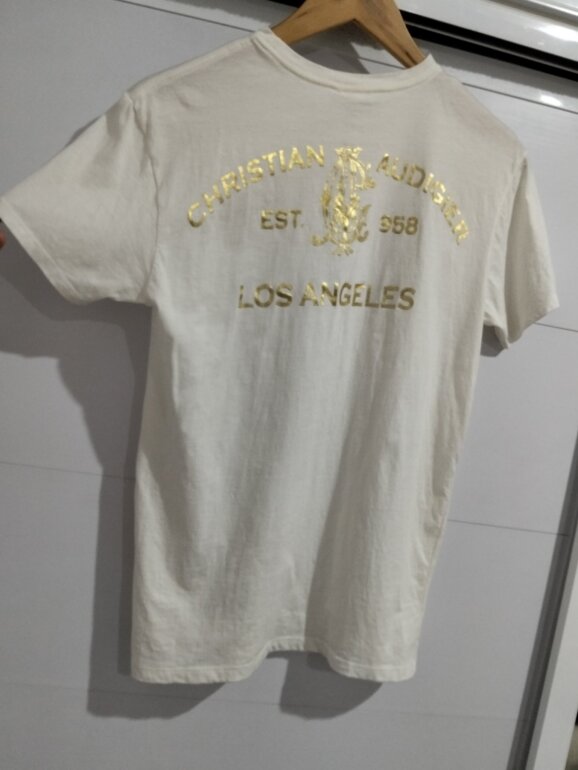 CHRISTIAN AUDIGIER
EST. 958
LOS ANGELES